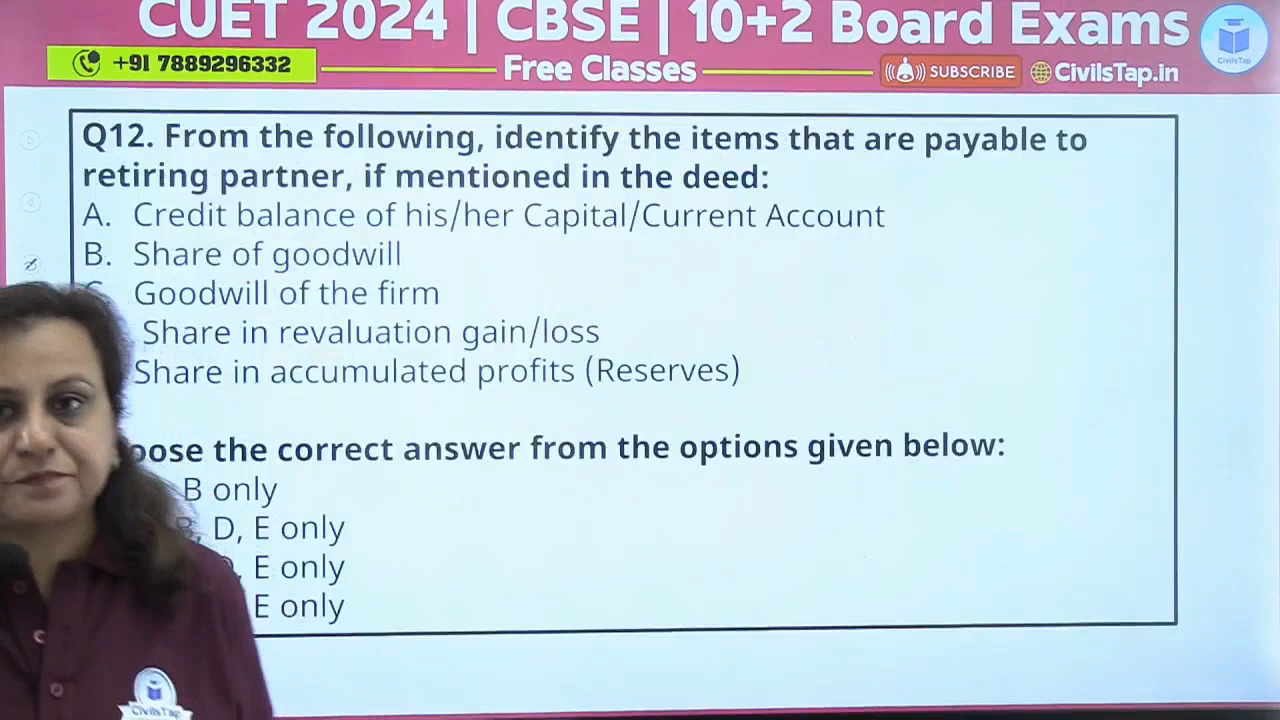 CUET 2024 | CBSE | 10+2 Board Exams
+91 7889296332
Free Classes
SUBSCRIBE
CivilsTap.in
CivilsTap
Q12. From the following, identify the items that are payable to
retiring partner, if mentioned in the deed:
A. Credit balance of his/her Capital/Current Account
B. Share of goodwill
Goodwill of the firm
Share in revaluation gain/loss
Share in accumulated profits (Reserves)
the correct answer from the options given below:
B only
B, D, E only
E only
E only
CivilsTap